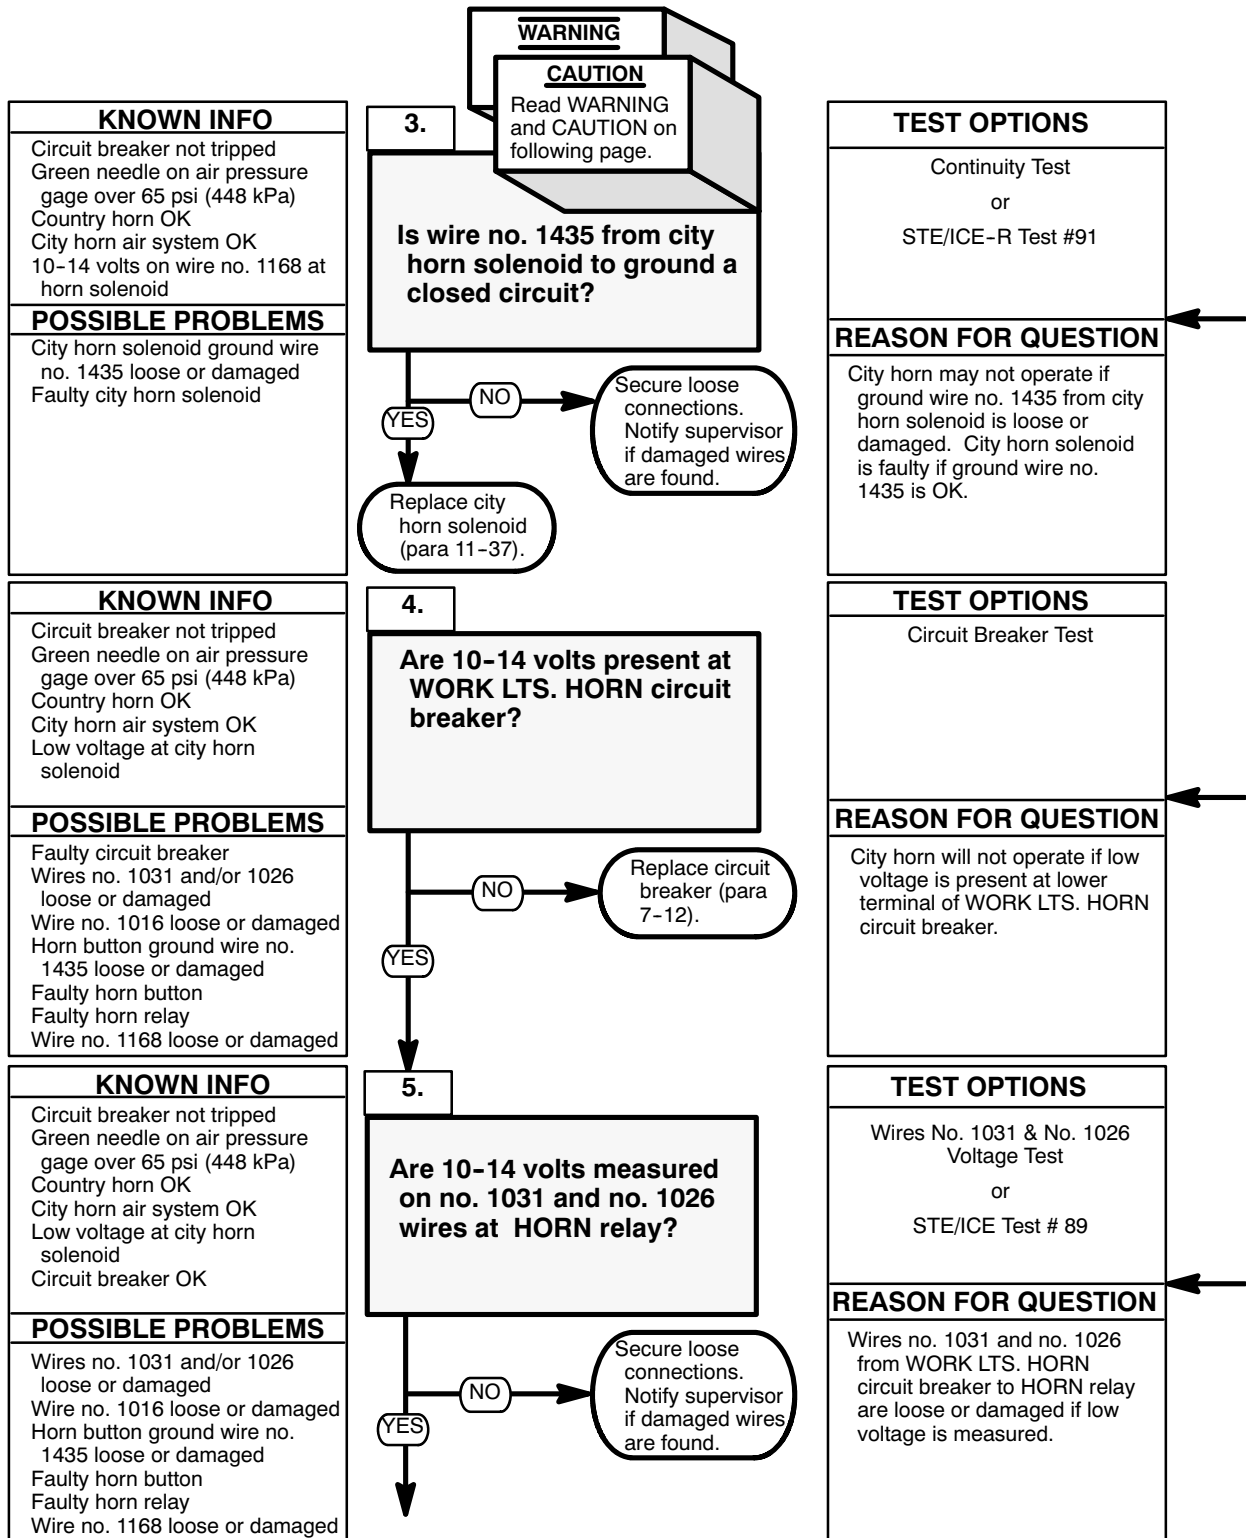 WARNING
CAUTION
Read WARNING
and CAUTION on
following page.
KNOWN INFO
Circuit breaker not tripped
Green needle on air pressure
gage over 65 psi (448 kPa)
Country horn OK
City horn air system OK
10-14 volts on wire no. 1168 at
horn solenoid
POSSIBLE PROBLEMS
City horn solenoid ground wire
no. 1435 loose or damaged
Faulty city horn solenoid
3.
Is wire no. 1435 from city
horn solenoid to ground a
closed circuit?
NO
Secure loose
connections.
Notify supervisor
if damaged wires
are found.
YES
Replace city
horn solenoid
(para 11-37).
TEST OPTIONS
Continuity Test
or
STE/ICE-R Test #91
REASON FOR QUESTION
City horn may not operate if
ground wire no. 1435 from city
horn solenoid is loose or
damaged. City horn solenoid
is faulty if ground wire no.
1435 is OK.
KNOWN INFO
Circuit breaker not tripped
Green needle on air pressure
gage over 65 psi (448 kPa)
Country horn OK
City horn air system OK
Low voltage at city horn
solenoid
POSSIBLE PROBLEMS
Faulty circuit breaker
Wires no. 1031 and/or 1026
loose or damaged
Wire no. 1016 loose or damaged
Horn button ground wire no.
1435 loose or damaged
Faulty horn button
Faulty horn relay
Wire no. 1168 loose or damaged
4.
Are 10-14 volts present at
WORK LTS. HORN circuit
breaker?
NO
Replace circuit
breaker (para
7-12).
YES
TEST OPTIONS
Circuit Breaker Test
REASON FOR QUESTION
City horn will not operate if low
voltage is present at lower
terminal of WORK LTS. HORN
circuit breaker.
KNOWN INFO
Circuit breaker not tripped
Green needle on air pressure
gage over 65 psi (448 kPa)
Country horn OK
City horn air system OK
Low voltage at city horn
solenoid
Circuit breaker OK
POSSIBLE PROBLEMS
Wires no. 1031 and/or 1026
loose or damaged
Wire no. 1016 loose or damaged
Horn button ground wire no.
1435 loose or damaged
Faulty horn button
Faulty horn relay
Wire no. 1168 loose or damaged
5.
Are 10-14 volts measured
on no. 1031 and no. 1026
wires at HORN relay?
NO
Secure loose
connections.
Notify supervisor
if damaged wires
are found.
YES
TEST OPTIONS
Wires No. 1031 & No. 1026
Voltage Test
or
STE/ICE Test # 89
REASON FOR QUESTION
Wires no. 1031 and no. 1026
from WORK LTS. HORN
circuit breaker to HORN relay
are loose or damaged if low
voltage is measured.